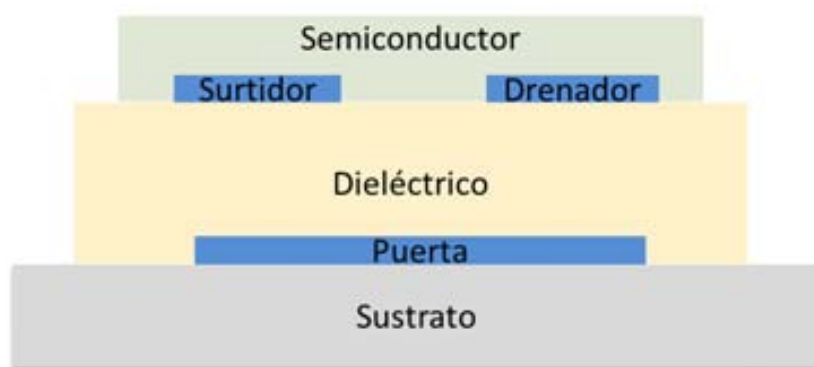 Semiconductor
Surtidor
Drenador
Dieléctrico
Puerta
Sustrato